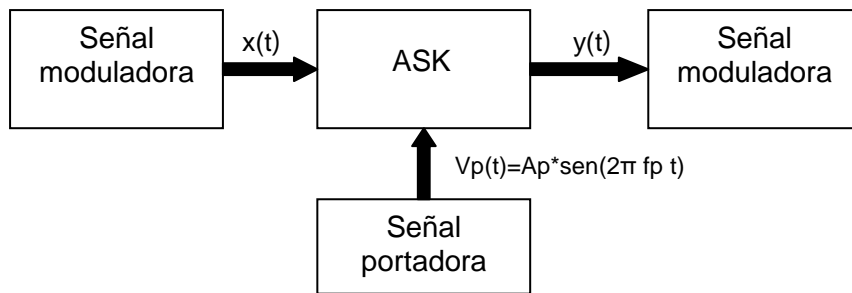 Señal
moduladora
x(t)
ASK
y(t)
Señal
moduladora
Vp(t)=Ap*sen(2π fp t)
Señal
portadora